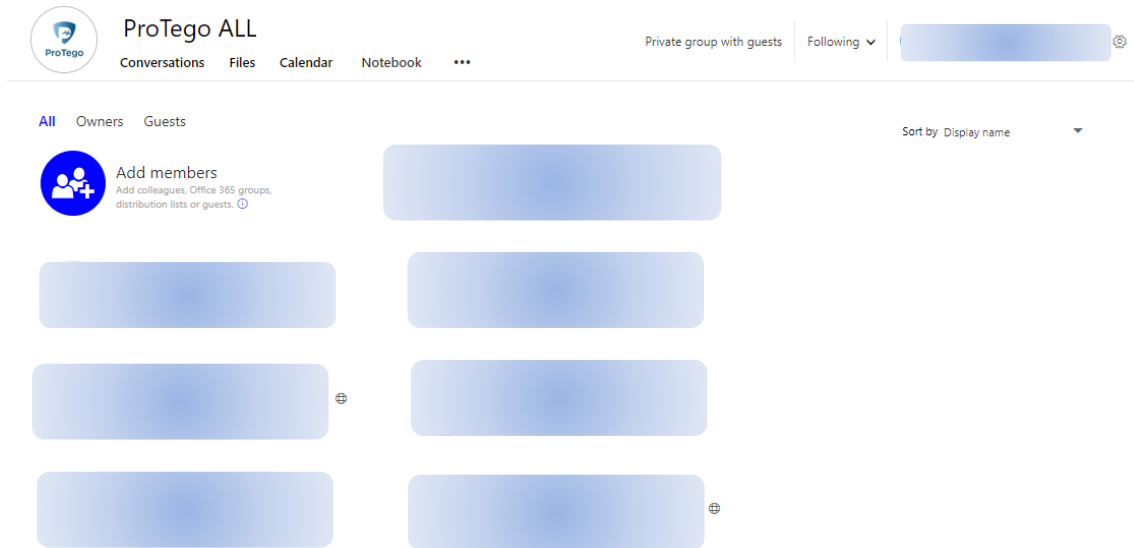 ProTego
ProTego ALL
Conversations Files Calendar Notebook •••
Private group with guests Following
All Owners Guests
Sort by Display name
Add members
Add colleagues, Office 365 groups,
distribution lists or guests.